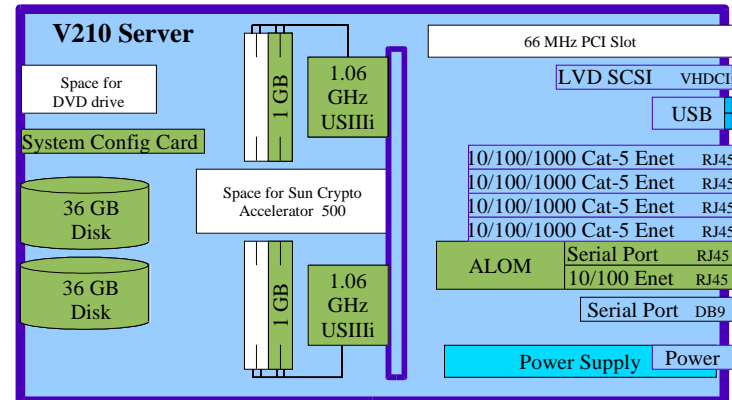 V210 Server
Space for
DVD drive
System Config Card
36 GB
Disk
36 GB
Disk
1 GB
1.06
GHz
USIIIi
Space for Sun Crypto
Accelerator 500
1 GB
1.06
GHz
USIIIi
66 MHz PCI Slot
LVD SCSI VHDCI
USB
10/100/1000 Cat-5 Enet RJ45
10/100/1000 Cat-5 Enet RJ45
10/100/1000 Cat-5 Enet RJ45
10/100/1000 Cat-5 Enet RJ45
ALOM
Serial Port RJ45
10/100 Enet RJ45
Serial Port DB9
Power Supply Power